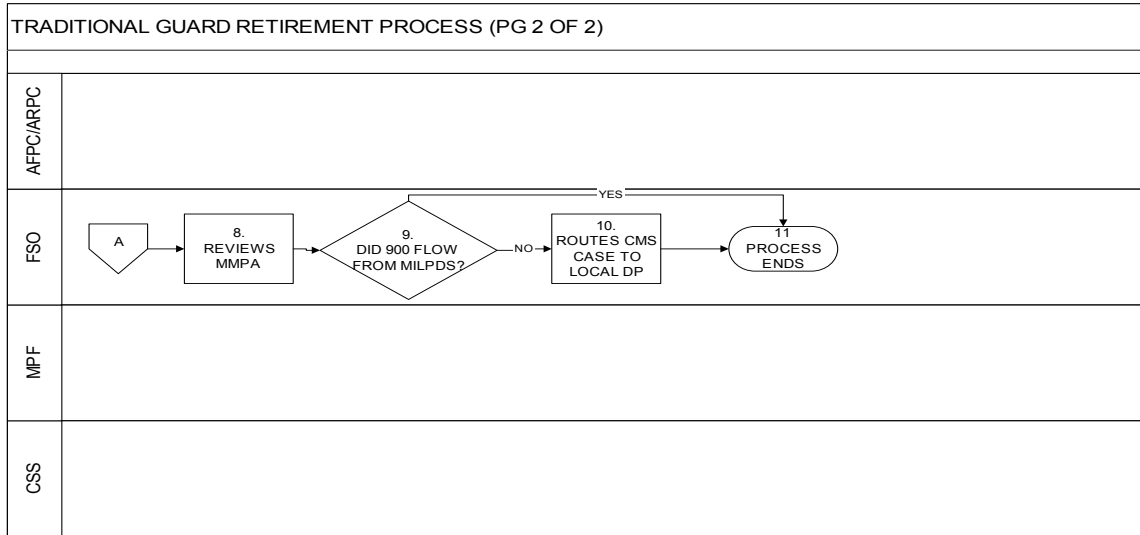 TRADITIONAL GUARD RETIREMENT PROCESS (PG 2 OF 2)
AFPC/ARPC
FSO
A
8.
REVIEWS
MMPA
9.
DID 900 FLOW
FROM MILPDS?
YES
NO
10.
ROUTES CMS
CASE TO
LOCAL DP
11
PROCESS
ENDS
MPF
CSS